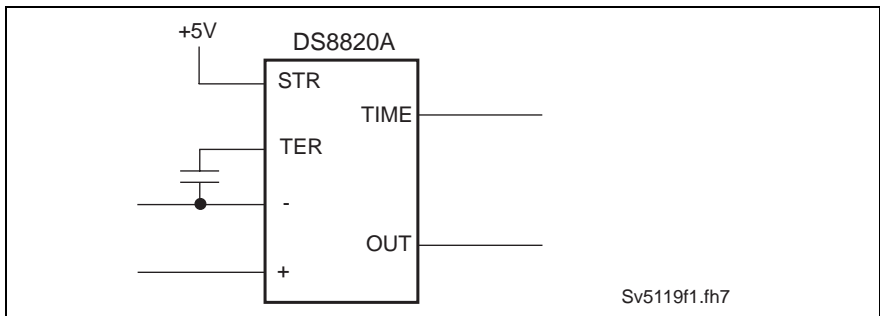 +5V
DS8820A
STR
TIME
TER
-
OUT
+
Sv5119f1.fh7